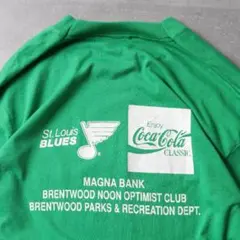 St. Louis
BLUES
Enjoy
Coca-Cola
CLASSIC
MAGNA BANK
BRENTWOOD NOON OPTIMIST CLUB
BRENTWOOD PARKS & RECREATION DEPT.